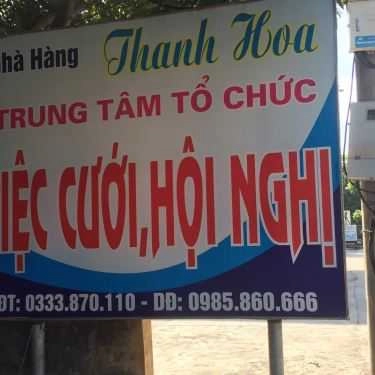 hà Hàng Thanh Hoa
TRUNG TÂM TỔ CHỨC
IỆC CƯỚI,HỘI NGHỊ
ĐT: 0333.870.110 - DĐ: 0985.860.666